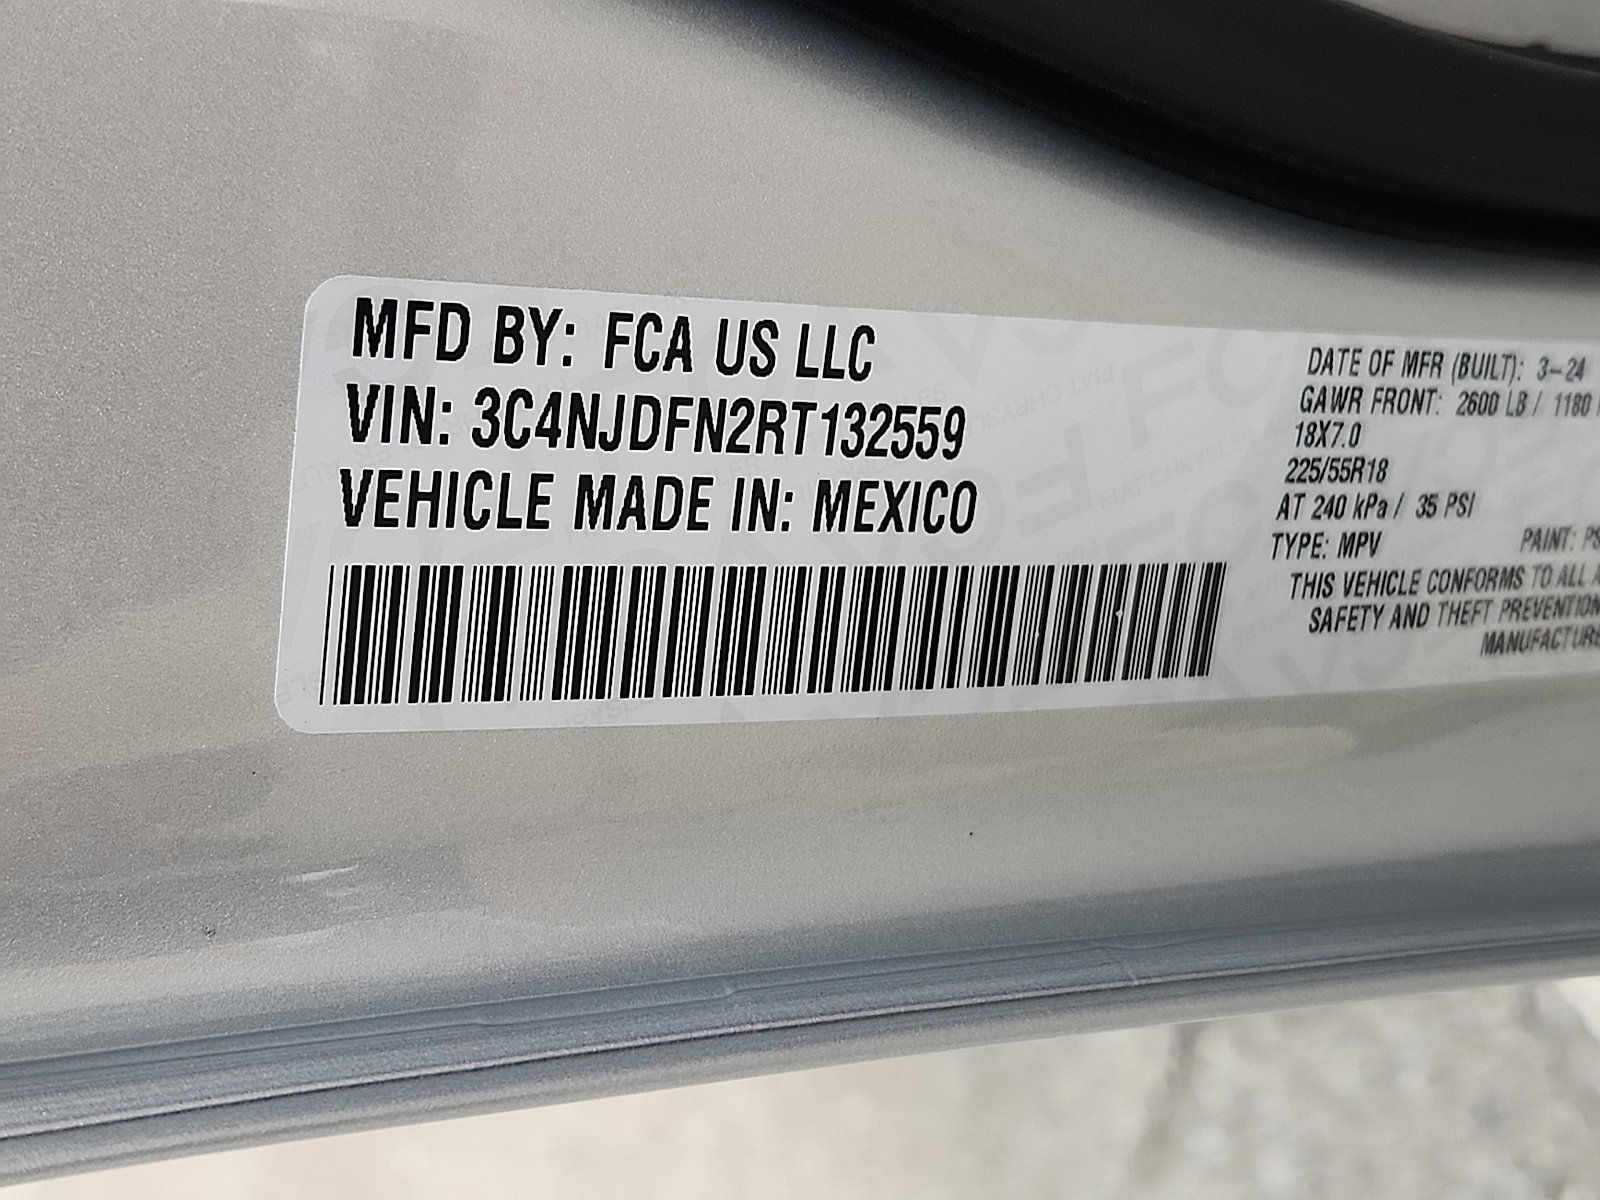 MFD BY: FCA US LLC
VIN: 3C4NJDFN2RT132559
VEHICLE MADE IN: MEXICO
DATE OF MFR (BUILT): 3-24
GAWR FRONT: 2600 LB / 1180
18X7.0
225/55R18
AT 240 kPa / 35 PSI
TYPE: MPV PAINT: PS
THIS VEHICLE CONFORMS TO ALL A
SAFETY AND THEFT PREVENTION
MANUFACTURE